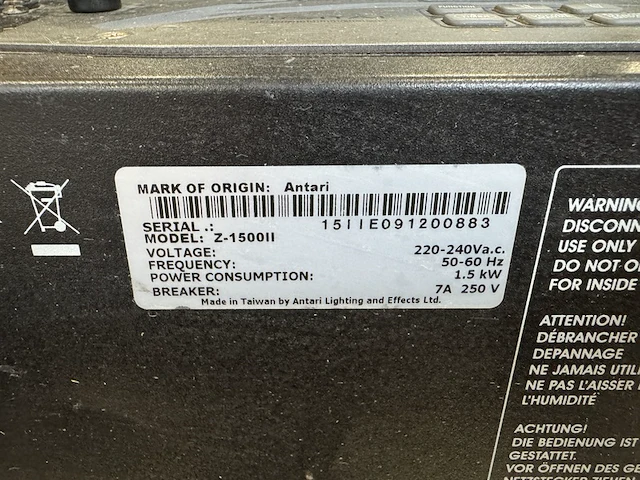 MARK OF ORIGIN: Antari
SERIAL .: 15IIE091200883
MODEL: Z-1500II
VOLTAGE: 220-240Va.c.
FREQUENCY: 50-60 Hz
POWER CONSUMPTION: 1.5 kW
BREAKER: 7A 250 V
Made in Taiwan by Antari Lighting and Effects Ltd.
WARNIN
DISCONN
USE ONLY
DO NOT O
FOR INSIDE
ATTENTION!
DÉBRANCHER
DEPANNAGE
NE JAMAIS UTILI
NE PAS L'AISSER
L'HUMIDITÉ
ACHTUNG!
DIE BEDIENUNG IST
GESTATTET.
VOR ÖFFNEN DES GE
NETZSTECKER ZIEHEN